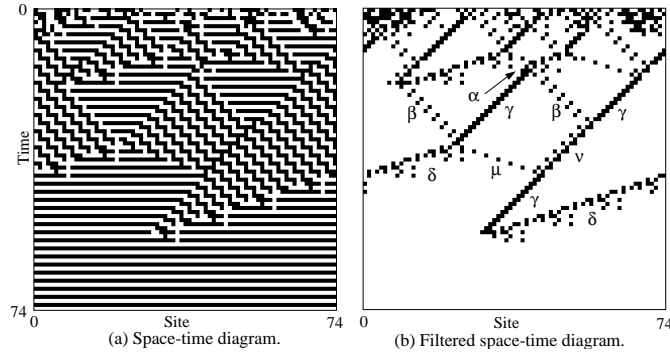 0
Time
74
0
Site
74
(a) Space-time diagram.
α
β
γ
β
γ
ν
μ
δ
γ
δ
0
Site
74
(b) Filtered space-time diagram.